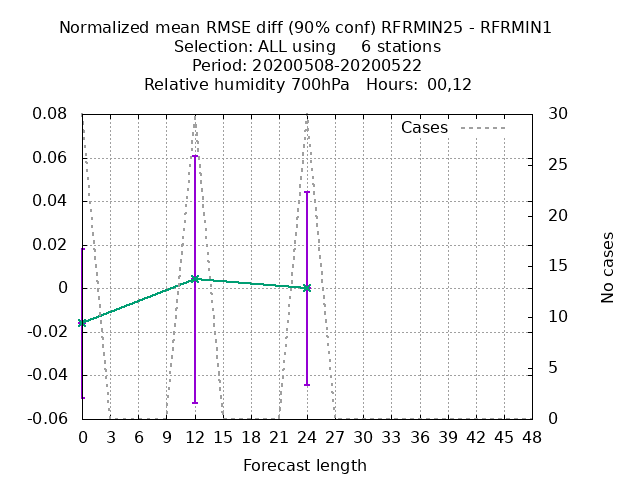 Normalized mean RMSE diff (90% conf) RFRMIN25 - RFRMIN1
Selection: ALL using     6 stations
Period: 20200508-20200522
Relative humidity 700hPa   Hours:  00,12
Cases
0.08
0.06
0.04
0.02
0
-0.02
-0.04
-0.06
30
25
20
15
10
5
0
No cases
0 3 6 9 12 15 18 21 24 27 30 33 36 39 42 45 48
Forecast length